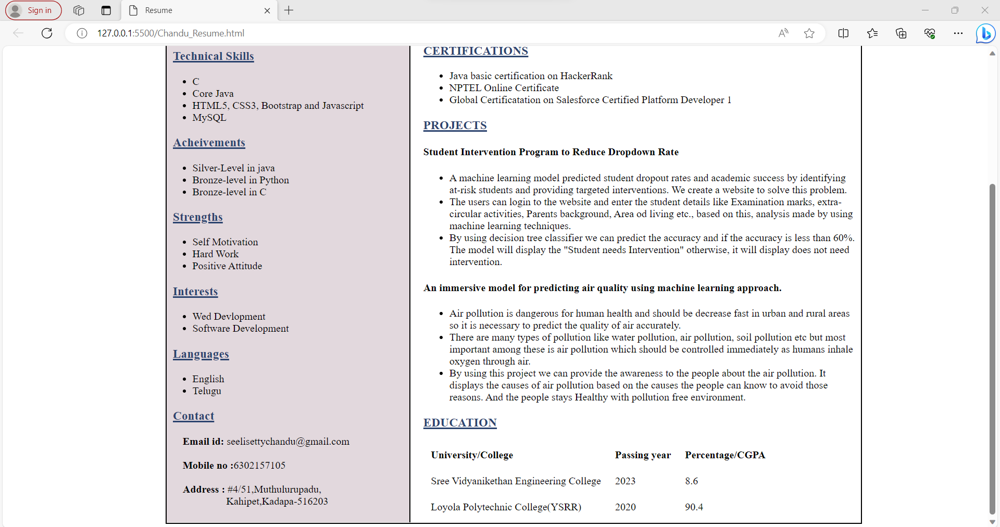 Sign in
Resume
127.0.0.1:5500/Chandu_Resume.html
Technical Skills
• C
• Core Java
• HTML5, CSS3, Bootstrap and Javascript
• MySQL
Acheivements
• Silver-Level in java
• Bronze-level in Python
• Bronze-level in C
Strengths
• Self Motivation
• Hard Work
• Positive Attitude
Interests
• Wed Devlopment
• Software Development
Languages
• English
• Telugu
Contact
Email id: seelisettychandu@gmail.com
Mobile no :6302157105
Address : #4/51,Muthulurupadu,
Kahipet,Kadapa-516203
CERTIFICATIONS
• Java basic certification on HackerRank
• NPTEL Online Certificate
• Global Certificatation on Salesforce Certified Platform Developer 1
PROJECTS
Student Intervention Program to Reduce Dropdown Rate
• A machine learning model predicted student dropout rates and academic success by identifying
at-risk students and providing targeted interventions. We create a website to solve this problem.
• The users can login to the website and enter the student details like Examination marks, extra-
circular activities, Parents background, Area od living etc., based on this, analysis made by using
machine learning techniques.
• By using decision tree classifier we can predict the accuracy and if the accuracy is less than 60%.
The model will display the "Student needs Intervention" otherwise, it will display does not need
intervention.
An immersive model for predicting air quality using machine learning approach.
• Air pollution is dangerous for human health and should be decrease fast in urban and rural areas
so it is necessary to predict the quality of air accurately.
• There are many types of pollution like water pollution, air pollution, soil pollution etc but most
important among these is air pollution which should be controlled immediately as humans inhale
oxygen through air.
• By using this project we can provide the awareness to the people about the air pollution. It
displays the causes of air pollution based on the causes the people can know to avoid those
reasons. And the people stays Healthy with pollution free environment.
EDUCATION
University/College Passing year Percentage/CGPA
Sree Vidyanikethan Engineering College 2023 8.6
Loyola Polytechnic College(YSRR) 2020 90.4